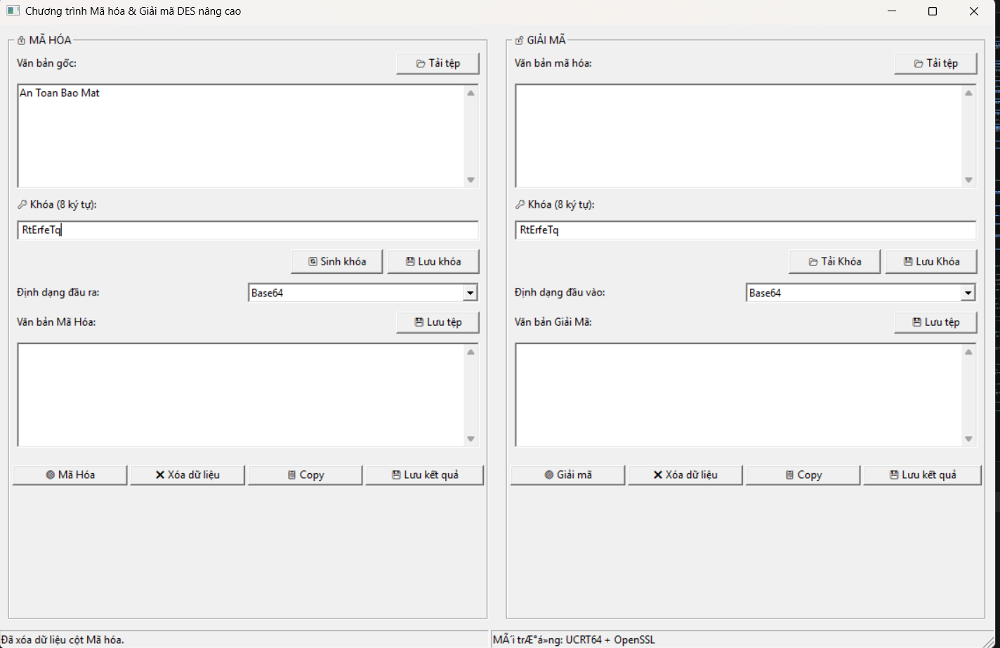 Chương trình Mã hóa & Giải mã DES nâng cao
MÃ HÓA
Văn bản gốc:
Tải tệp
An Toan Bao Mat
Khóa (8 ký tự):
RtErfeTq
Sinh khóa
Lưu khóa
Định dạng đầu ra:
Base64
Văn bản Mã Hóa:
Lưu tệp
Mã Hóa
Xóa dữ liệu
Copy
Lưu kết quả
GIẢI MÃ
Văn bản mã hóa:
Tải tệp
Khóa (8 ký tự):
RtErfeTq
Tải Khóa
Lưu Khóa
Định dạng đầu vào:
Base64
Văn bản Giải Mã:
Lưu tệp
Giải mã
Xóa dữ liệu
Copy
Lưu kết quả
Đã xóa dữ liệu cột Mã hóa.
MÃ´i trÆ°á»ng: UCRT64 + OpenSSL